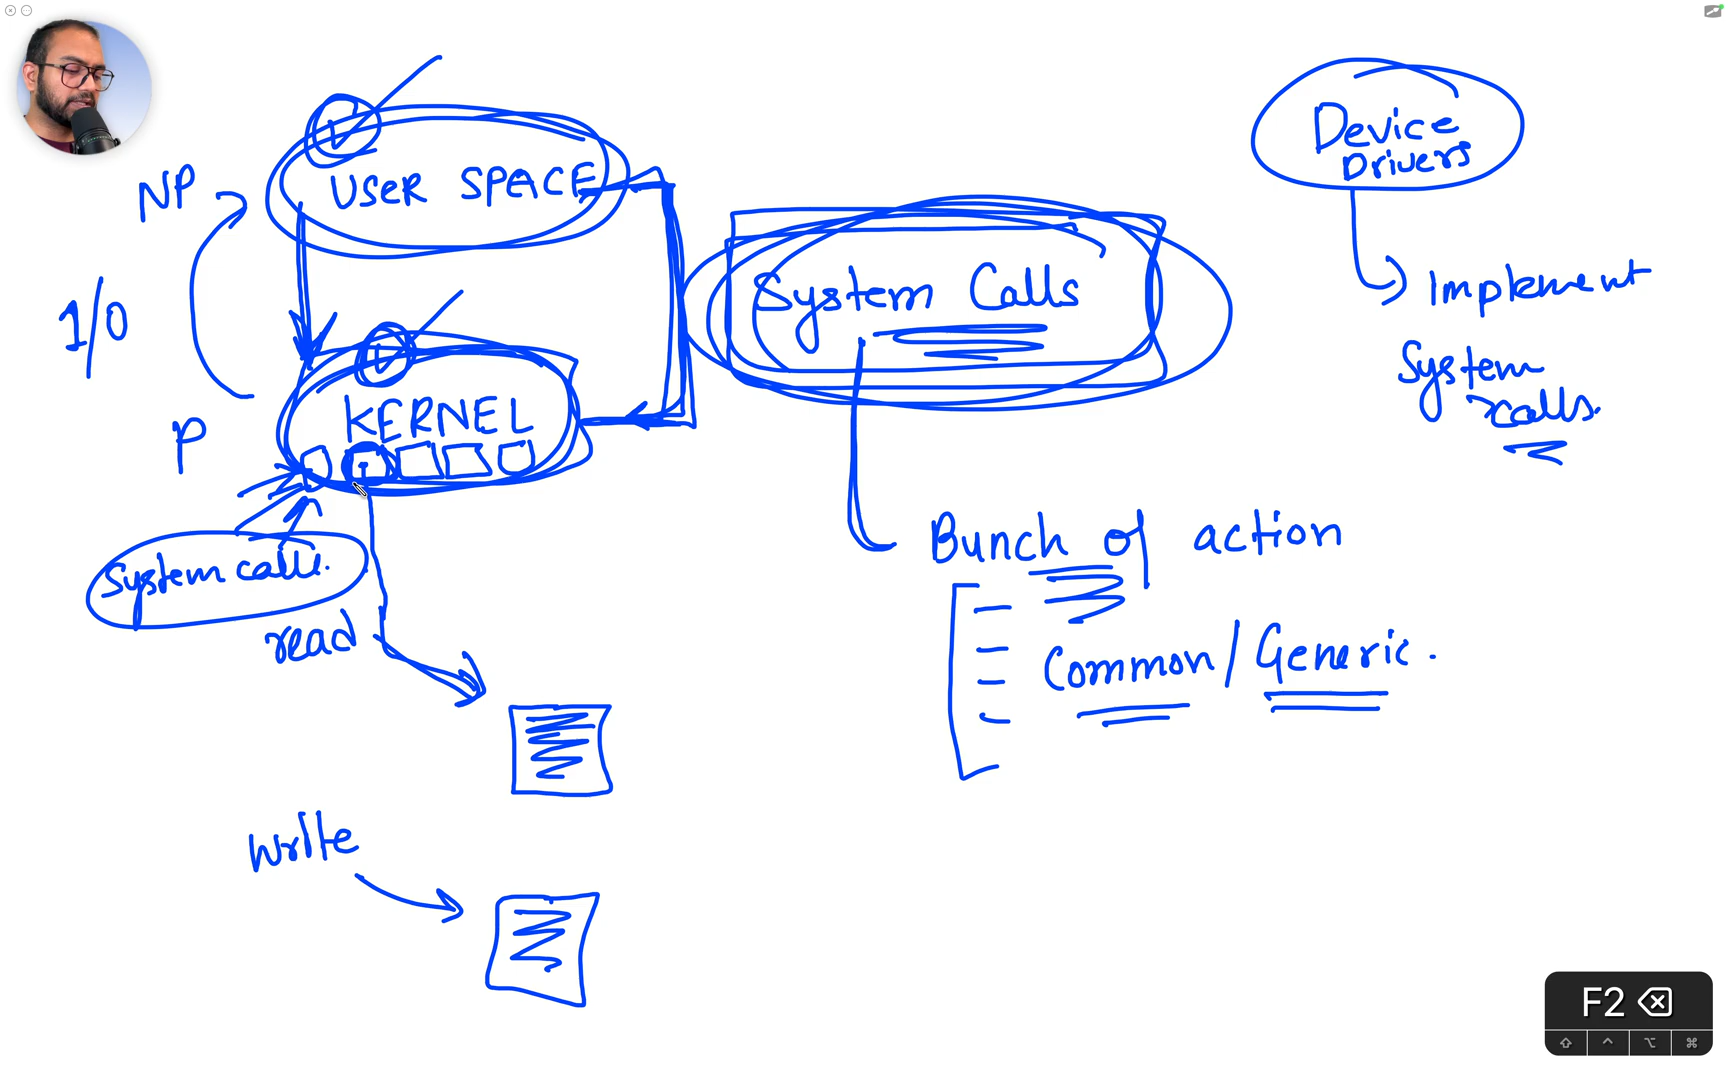 NP
USER SPACE
1/0
P
KERNEL
System calls.
read
write
System Calls
Bunch of action
Common/Generic.
Device
Drivers
Implement
System
calls.
F2